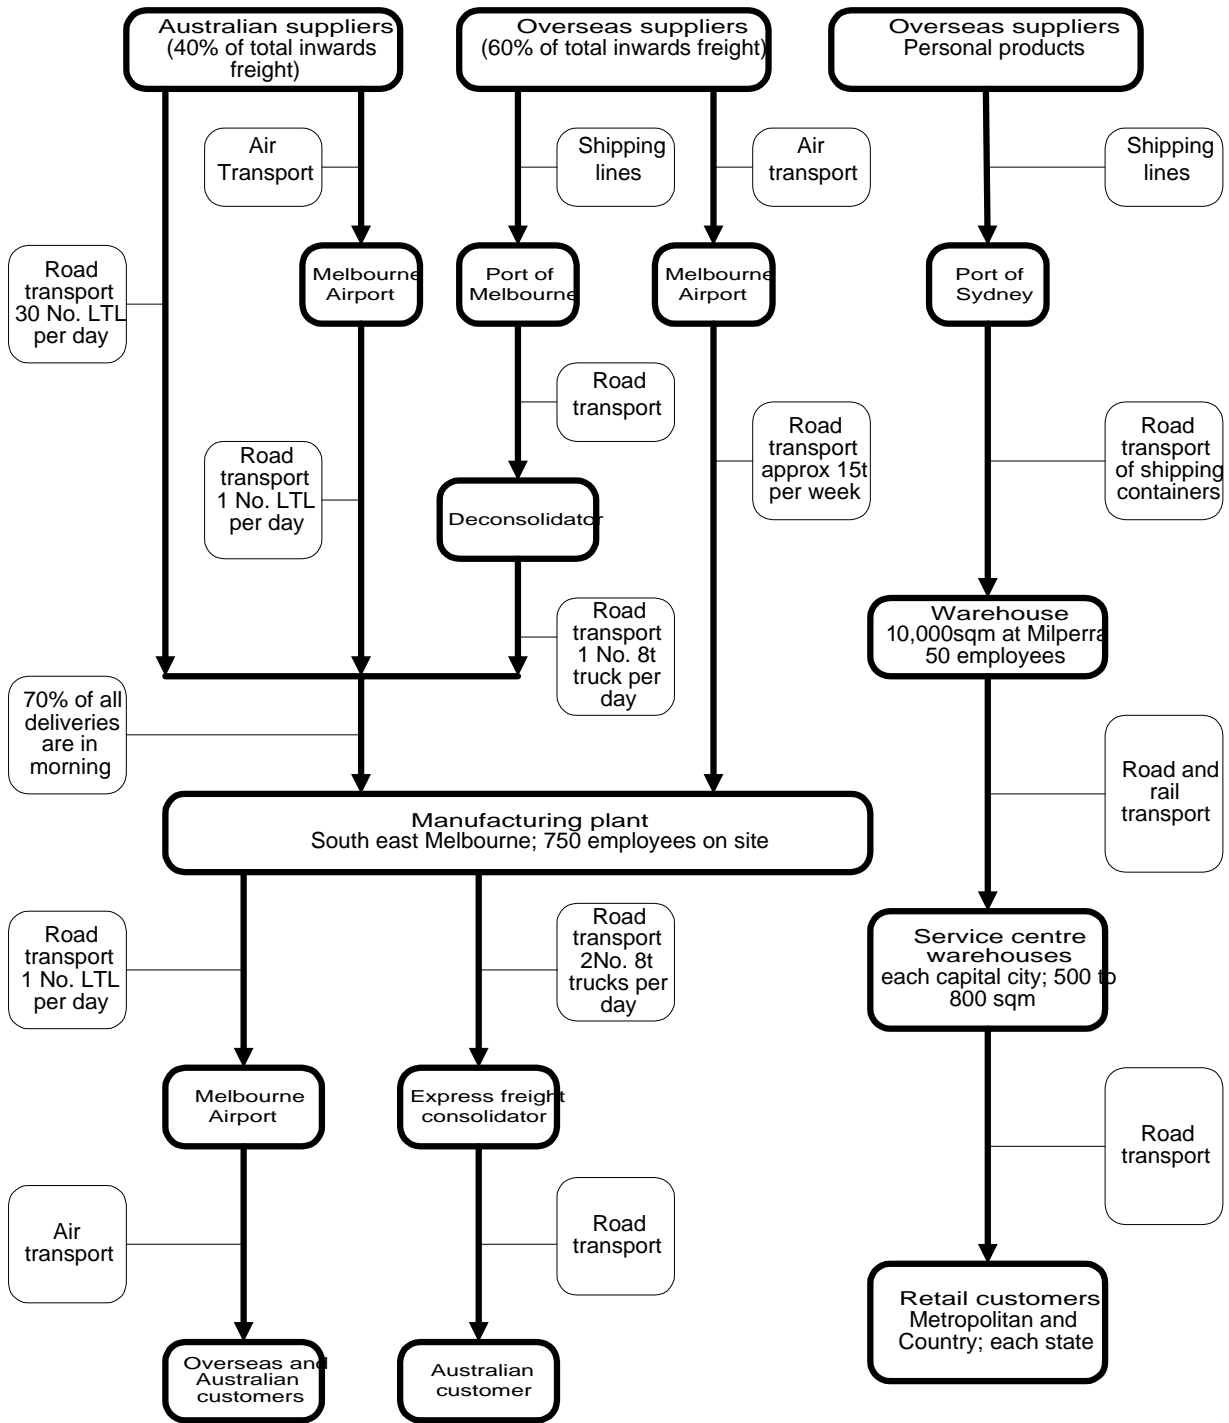 Australian suppliers
(40% of total inwards
freight)
Overseas suppliers
(60% of total inwards freight)
Overseas suppliers
Personal products
Air
Transport
Shipping
lines
Air
transport
Shipping
lines
Road
transport
30 No. LTL
per day
Melbourne
Airport
Port of
Melbourne
Melbourne
Airport
Port of
Sydney
Road
transport
Road
transport
1 No. LTL
per day
Road
transport
approx 15t
per week
Road
transport
of shipping
containers
Deconsolidator
Road
transport
1 No. 8t
truck per
day
Warehouse
10,000sqm at Milperra
50 employees
70% of all
deliveries
are in
morning
Road and
rail
transport
Manufacturing plant
South east Melbourne; 750 employees on site
Road
transport
1 No. LTL
per day
Road
transport
2No. 8t
trucks per
day
Service centre
warehouses
each capital city; 500 to
800 sqm
Melbourne
Airport
Express freight
consolidator
Road
transport
Air
transport
Road
transport
Retail customers
Metropolitan and
Country; each state
Overseas and
Australian
customers
Australian
customer